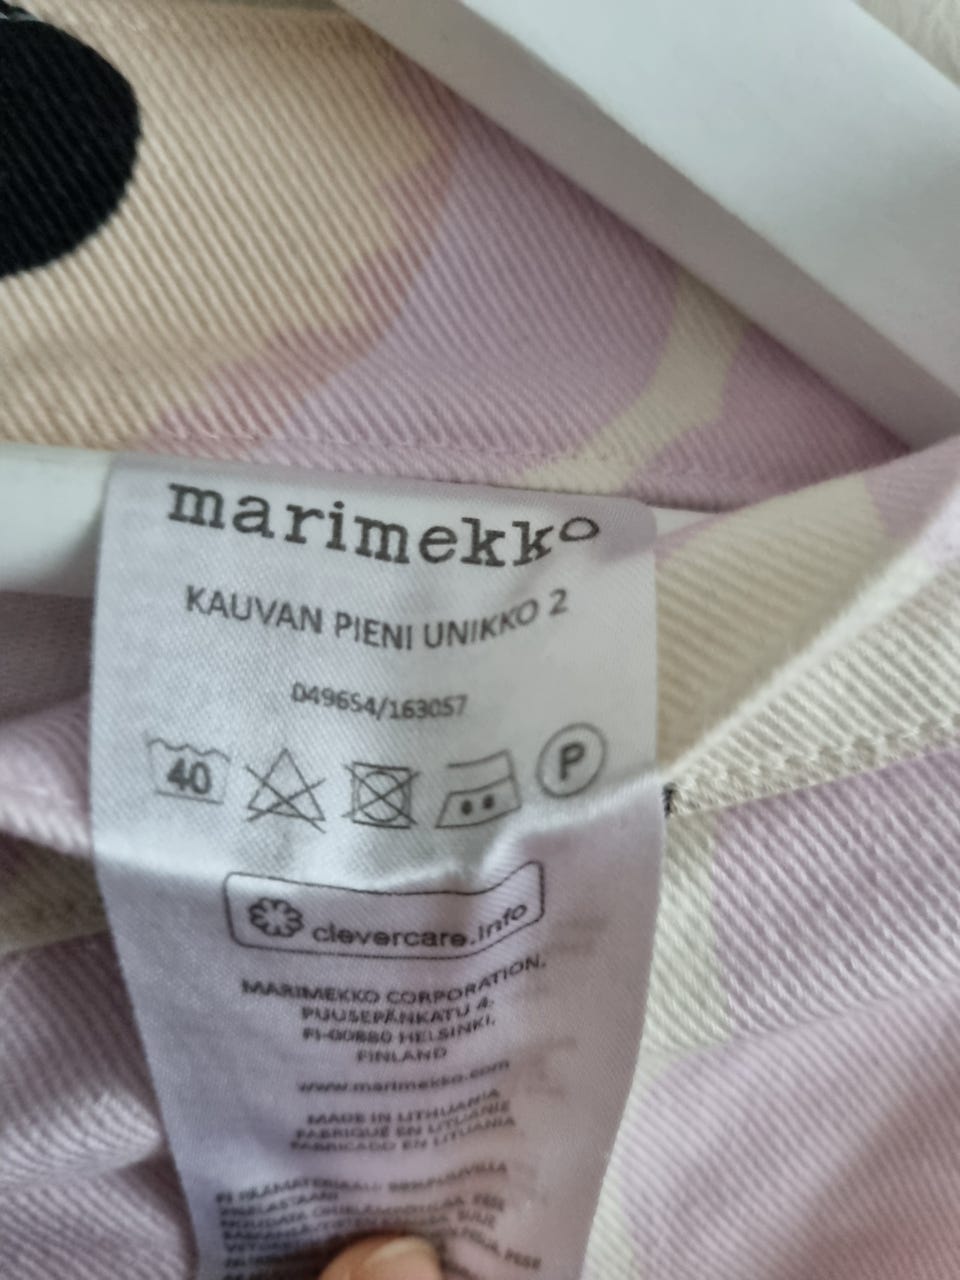 marimekko
KAUVAN PIENI UNIKKO 2
049654/163057
40 P
clevercare.info
MARIMEKKO CORPORATION,
PUUSEPÄNKATU 4,
FI-00880 HELSINKI,
FINLAND
www.marimekko.com
MADE IN LITHUANIA
FABRIQUÉ EN LITUANIE
FABRICADO EN LITUANIA